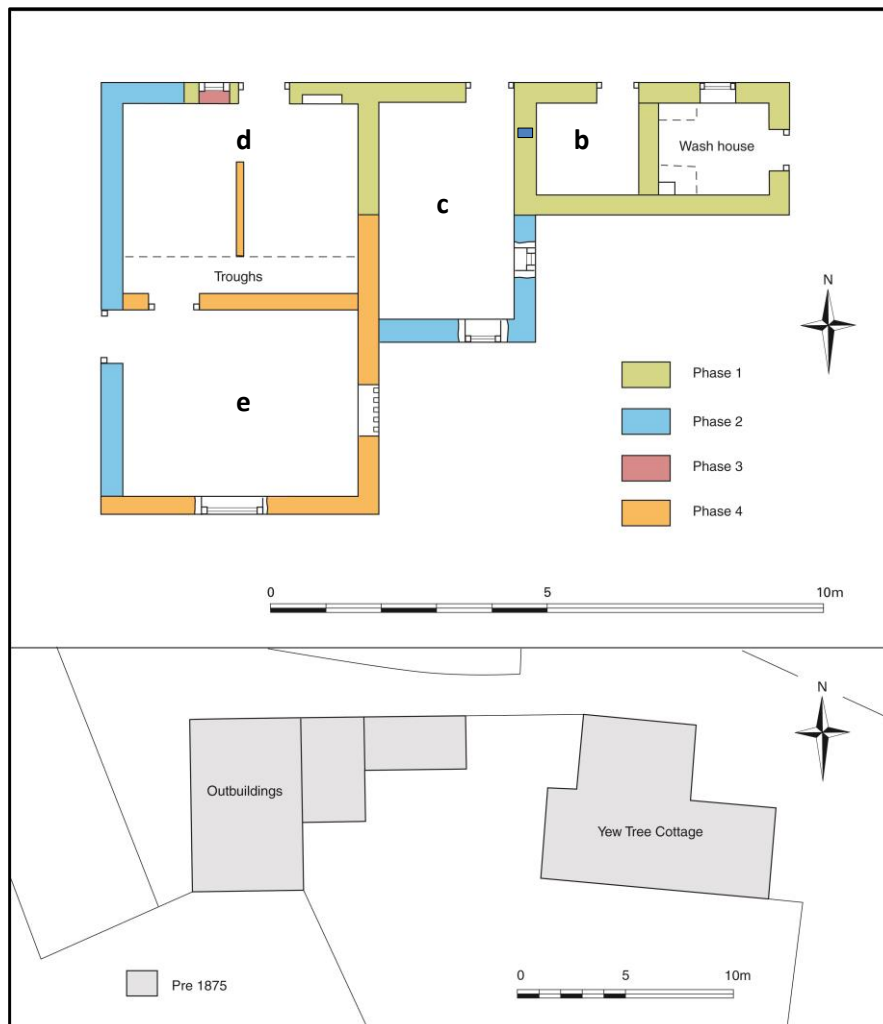 d
b
Wash house
c
Troughs
N
e
Phase 1
Phase 2
Phase 3
Phase 4
0 5 10m
N
Outbuildings
Yew Tree Cottage
Pre 1875
0 5 10m